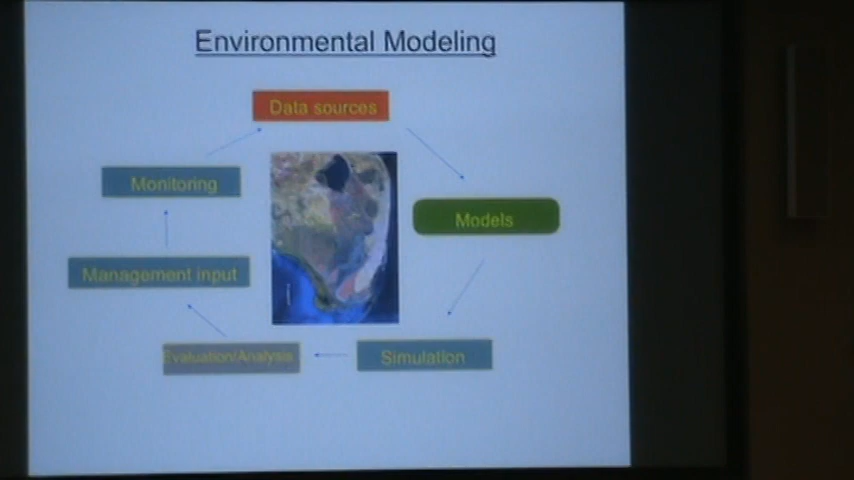 Environmental Modeling
Data sources
Monitoring
Models
Management input
Evaluation/Analysis
Simulation